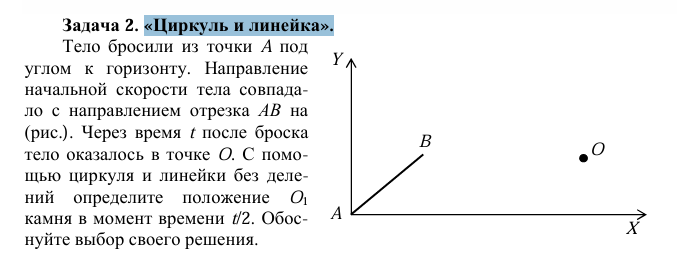 Задача 2. «Циркуль и линейка».
Тело бросили из точки A под
углом к горизонту. Направление
начальной скорости тела совпада-
ло с направлением отрезка AB на
(рис.). Через время t после броска
тело оказалось в точке O. С помо-
щью циркуля и линейки без деле-
ний определите положение O₁
камня в момент времени t/2. Обос-
нуйте выбор своего решения.
Y
B
O
A
X